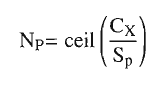 Np= ceil(Cx/Sp)